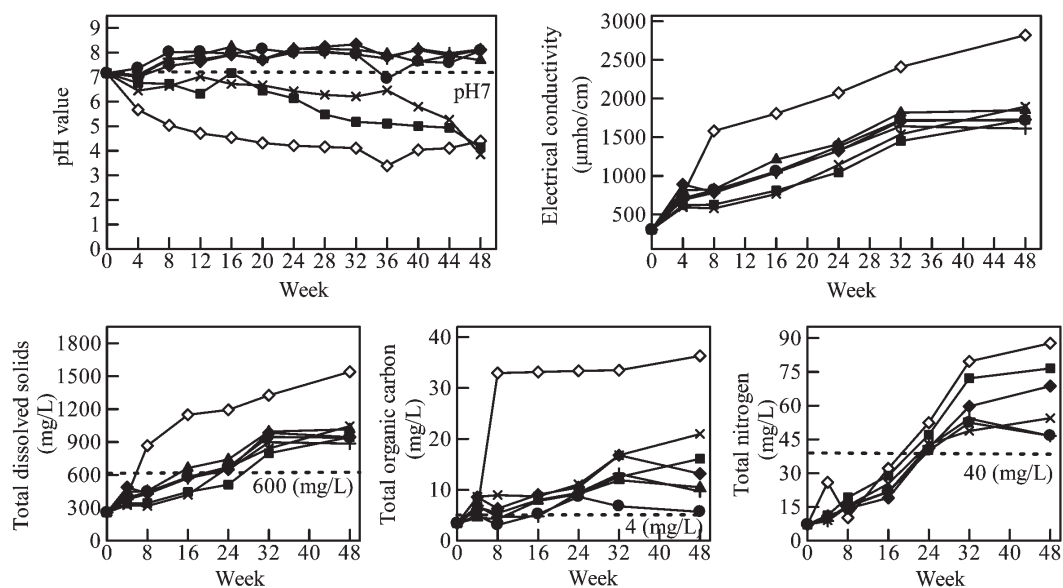 pH value
9
8
7
6
5
4
3
2
1
0
pH7
0 4 8 12 16 20 24 28 32 36 40 44 48
Week
Electrical conductivity
(µmho/cm)
3000
2500
2000
1500
1000
500
0 4 8 12 16 20 24 28 32 36 40 44 48
Week
Total dissolved solids
(mg/L)
1800
1500
1200
900
600
300
0
600 (mg/L)
0 8 16 24 32 40 48
Week
Total organic carbon
(mg/L)
40
30
20
10
0
4 (mg/L)
0 8 16 24 32 40 48
Week
Total nitrogen
(mg/L)
90
75
60
45
30
15
0
40 (mg/L)
0 8 16 24 32 40 48
Week